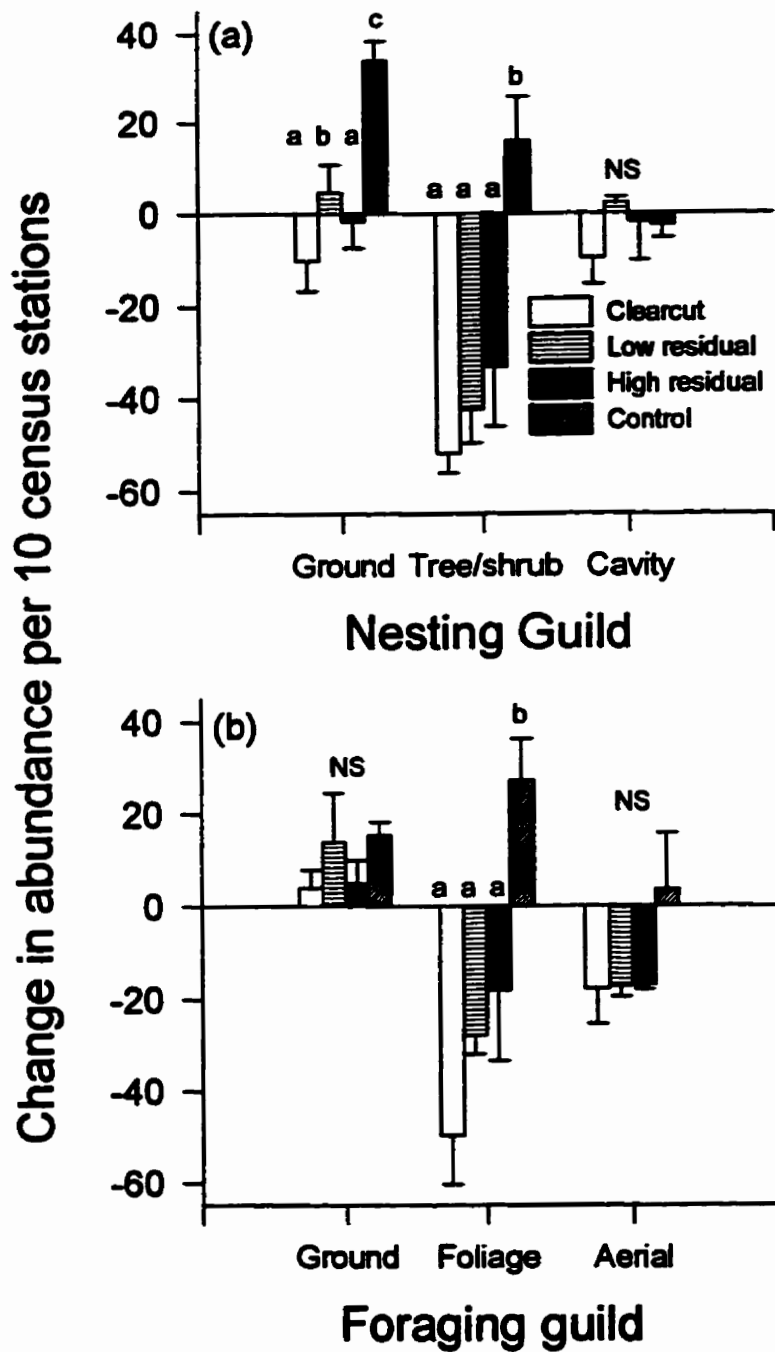 Change in abundance per 10 census stations
(a)
40
20
0
-20
-40
-60
a b a c
a a a b
NS
Clearcut
Low residual
High residual
Control
Ground Tree/shrub Cavity
Nesting Guild
(b)
40
20
0
-20
-40
-60
NS
a a a b
NS
Ground Foliage Aerial
Foraging guild